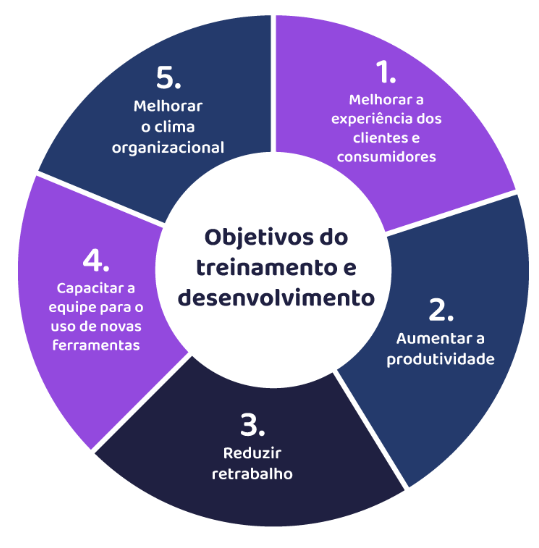 Objetivos do
treinamento e
desenvolvimento
1.
Melhorar a
experiência dos
clientes e
consumidores
2.
Aumentar a
produtividade
3.
Reduzir
retrabalho
4.
Capacitar a
equipe para o
uso de novas
ferramentas
5.
Melhorar
o clima
organizacional